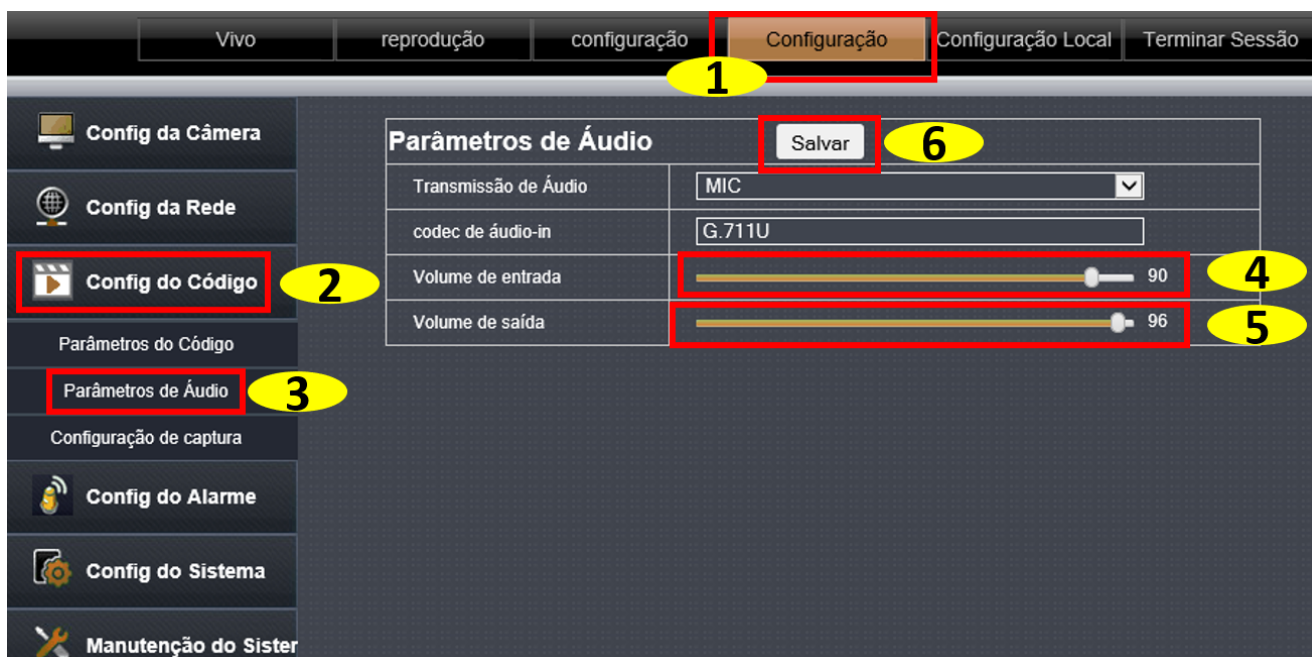 Vivo reprodução configuração Configuração Configuração Local Terminar Sessão
1
Config da Câmera
Config da Rede
Config do Código 2
Parâmetros do Código
Parâmetros de Áudio 3
Configuração de captura
Config do Alarme
Config do Sistema
Manutenção do Sister
Parâmetros de Áudio Salvar 6
Transmissão de Áudio MIC
codec de áudio-in G.711U
Volume de entrada 90 4
Volume de saída 96 5